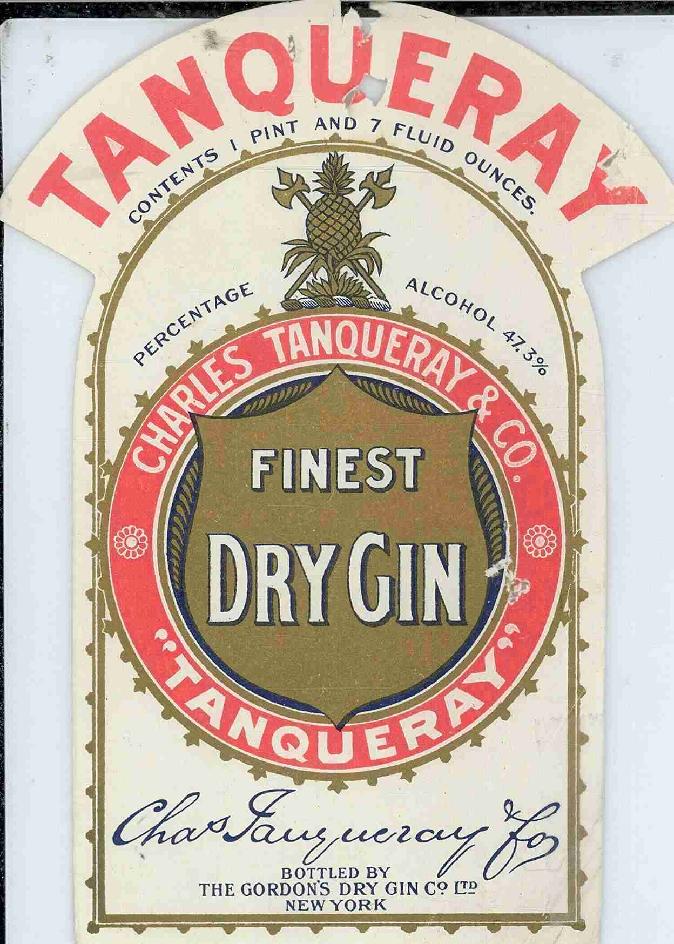 TANQUERAY
CONTENTS 1 PINT AND 7 FLUID OUNCES.
PERCENTAGE ALCOHOL 47.3%
CHARLES TANQUERAY & CO.
FINEST
DRY GIN
"TANQUERAY"
Chas Tanqueray & Co
BOTTLED BY
THE GORDON'S DRY GIN Co LTD
NEW YORK